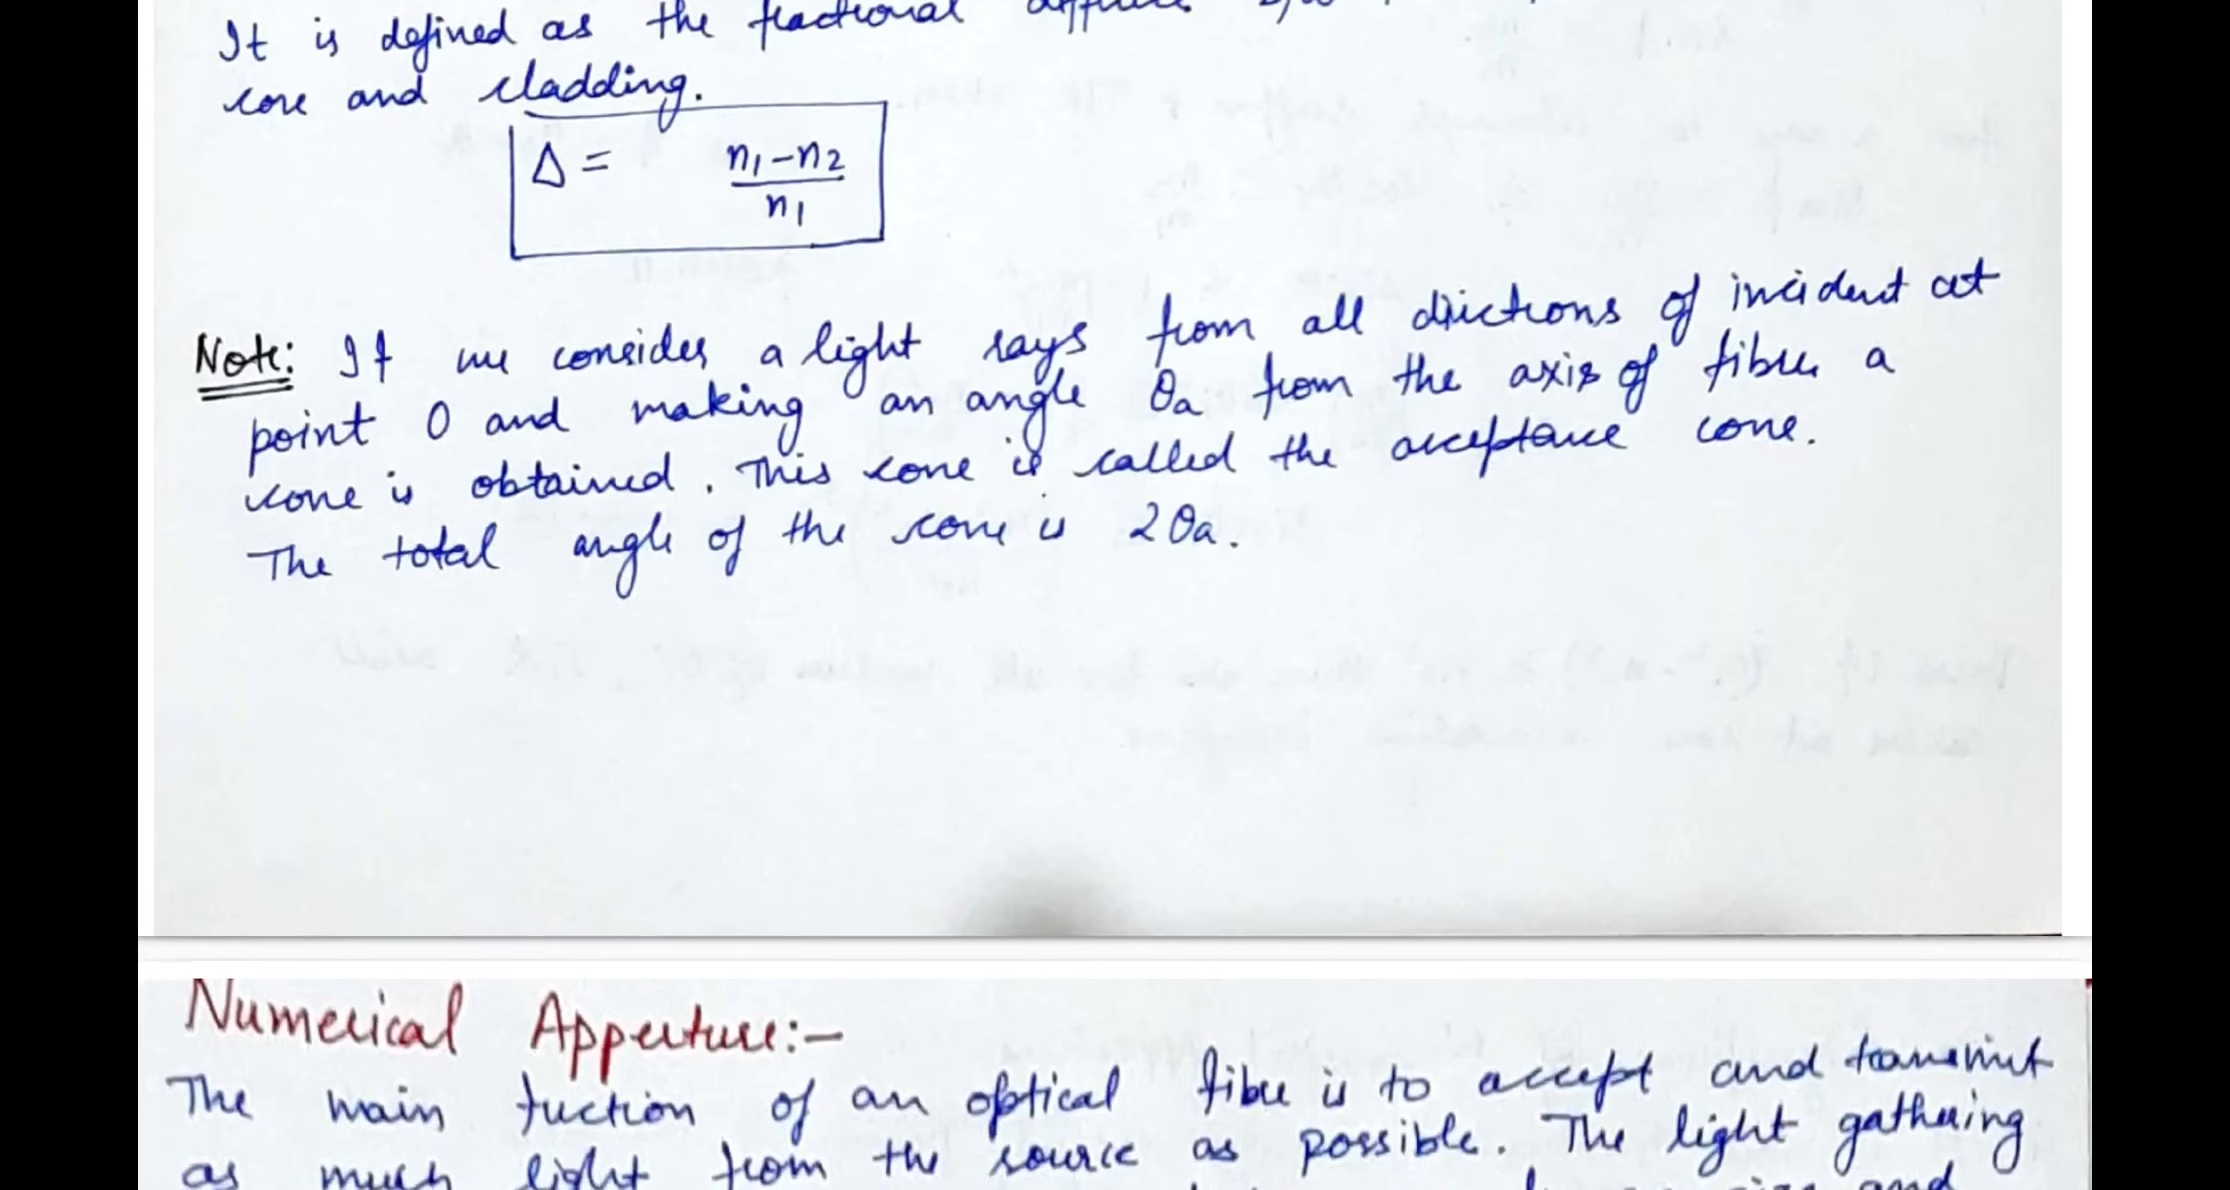 It is defined as the fractional
core and cladding.
Δ = n1-n2
n1
Note: If we consider a light rays from all dirictions of incident at
point O and making an angle θa from the axis of fibre a
cone is obtained. This cone is called the acceptance cone.
The total angle of the cone is 2θa.
Numerical Apperture:-
The main fuction of an optical fibre is to accept and transmit
as much light from the source as possible. The light gathering
and